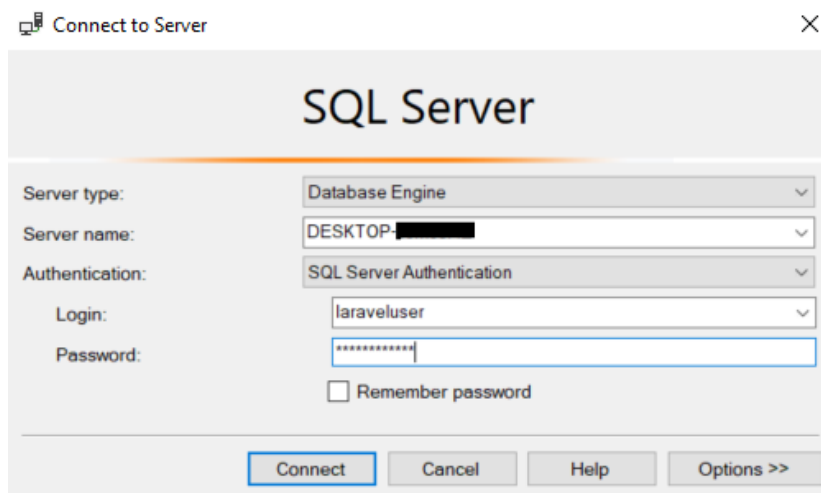 Connect to Server
SQL Server
Server type: Database Engine
Server name: DESKTOP-
Authentication: SQL Server Authentication
Login: laraveluser
Password: ************
Remember password
Connect Cancel Help Options >>